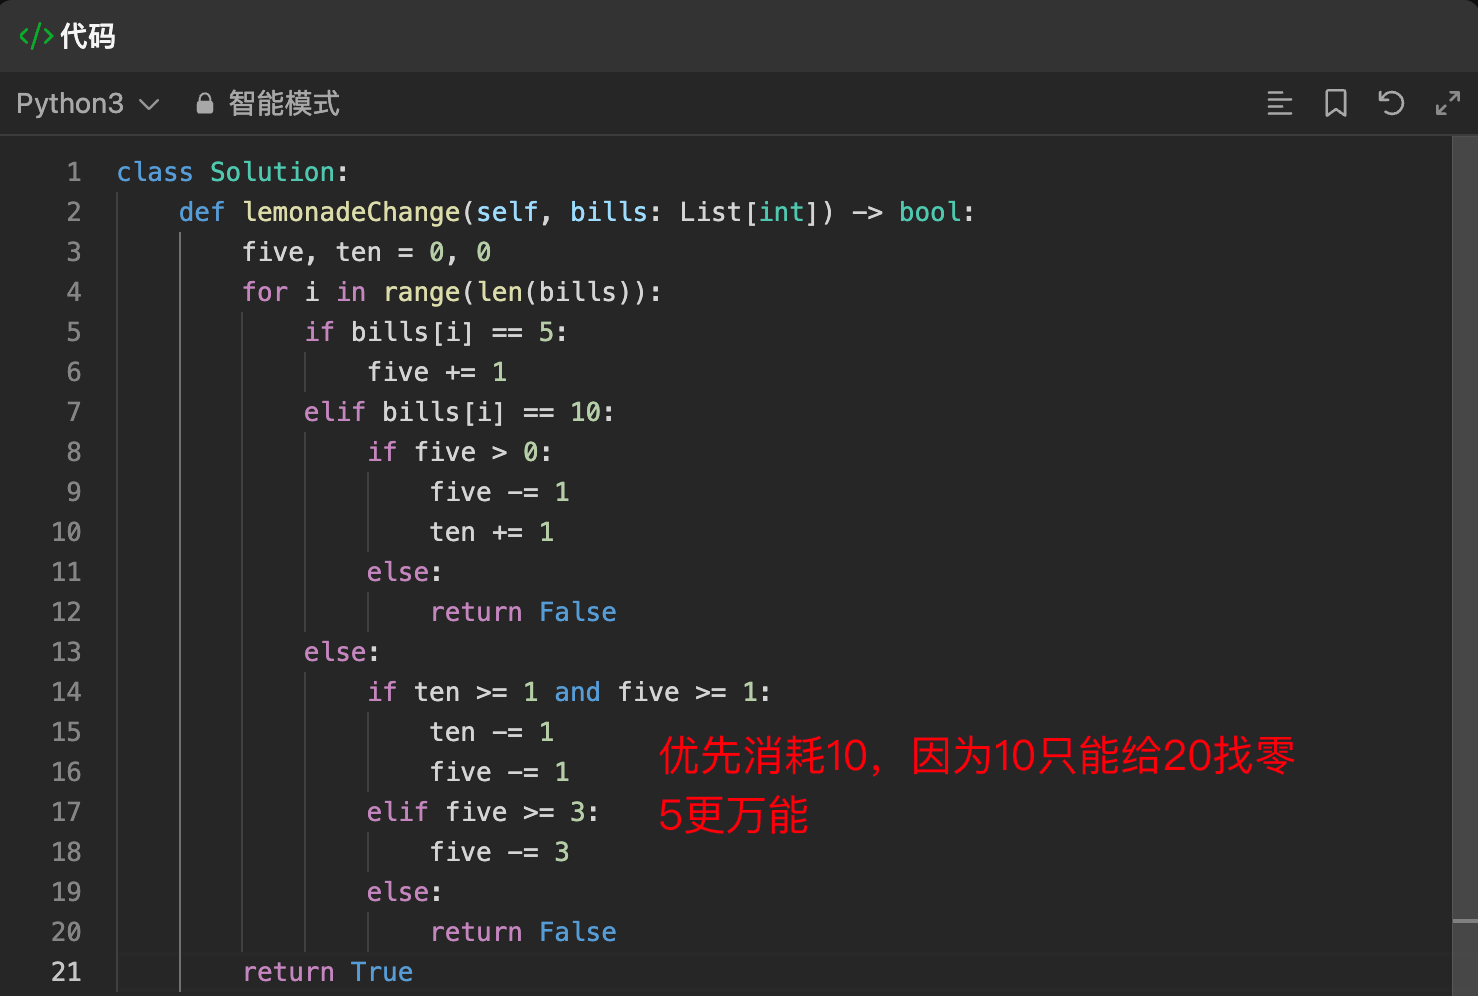 </> 代码
Python3 智能模式
1 class Solution:
2     def lemonadeChange(self, bills: List[int]) -> bool:
3         five, ten = 0, 0
4         for i in range(len(bills)):
5             if bills[i] == 5:
6                 five += 1
7             elif bills[i] == 10:
8                 if five > 0:
9                     five -= 1
10                     ten += 1
11                 else:
12                     return False
13             else:
14                 if ten >= 1 and five >= 1:
15                     ten -= 1
16                     five -= 1
优先消耗10，因为10只能给20找零
17                 elif five >= 3:
5更万能
18                     five -= 3
19                 else:
20                     return False
21         return True